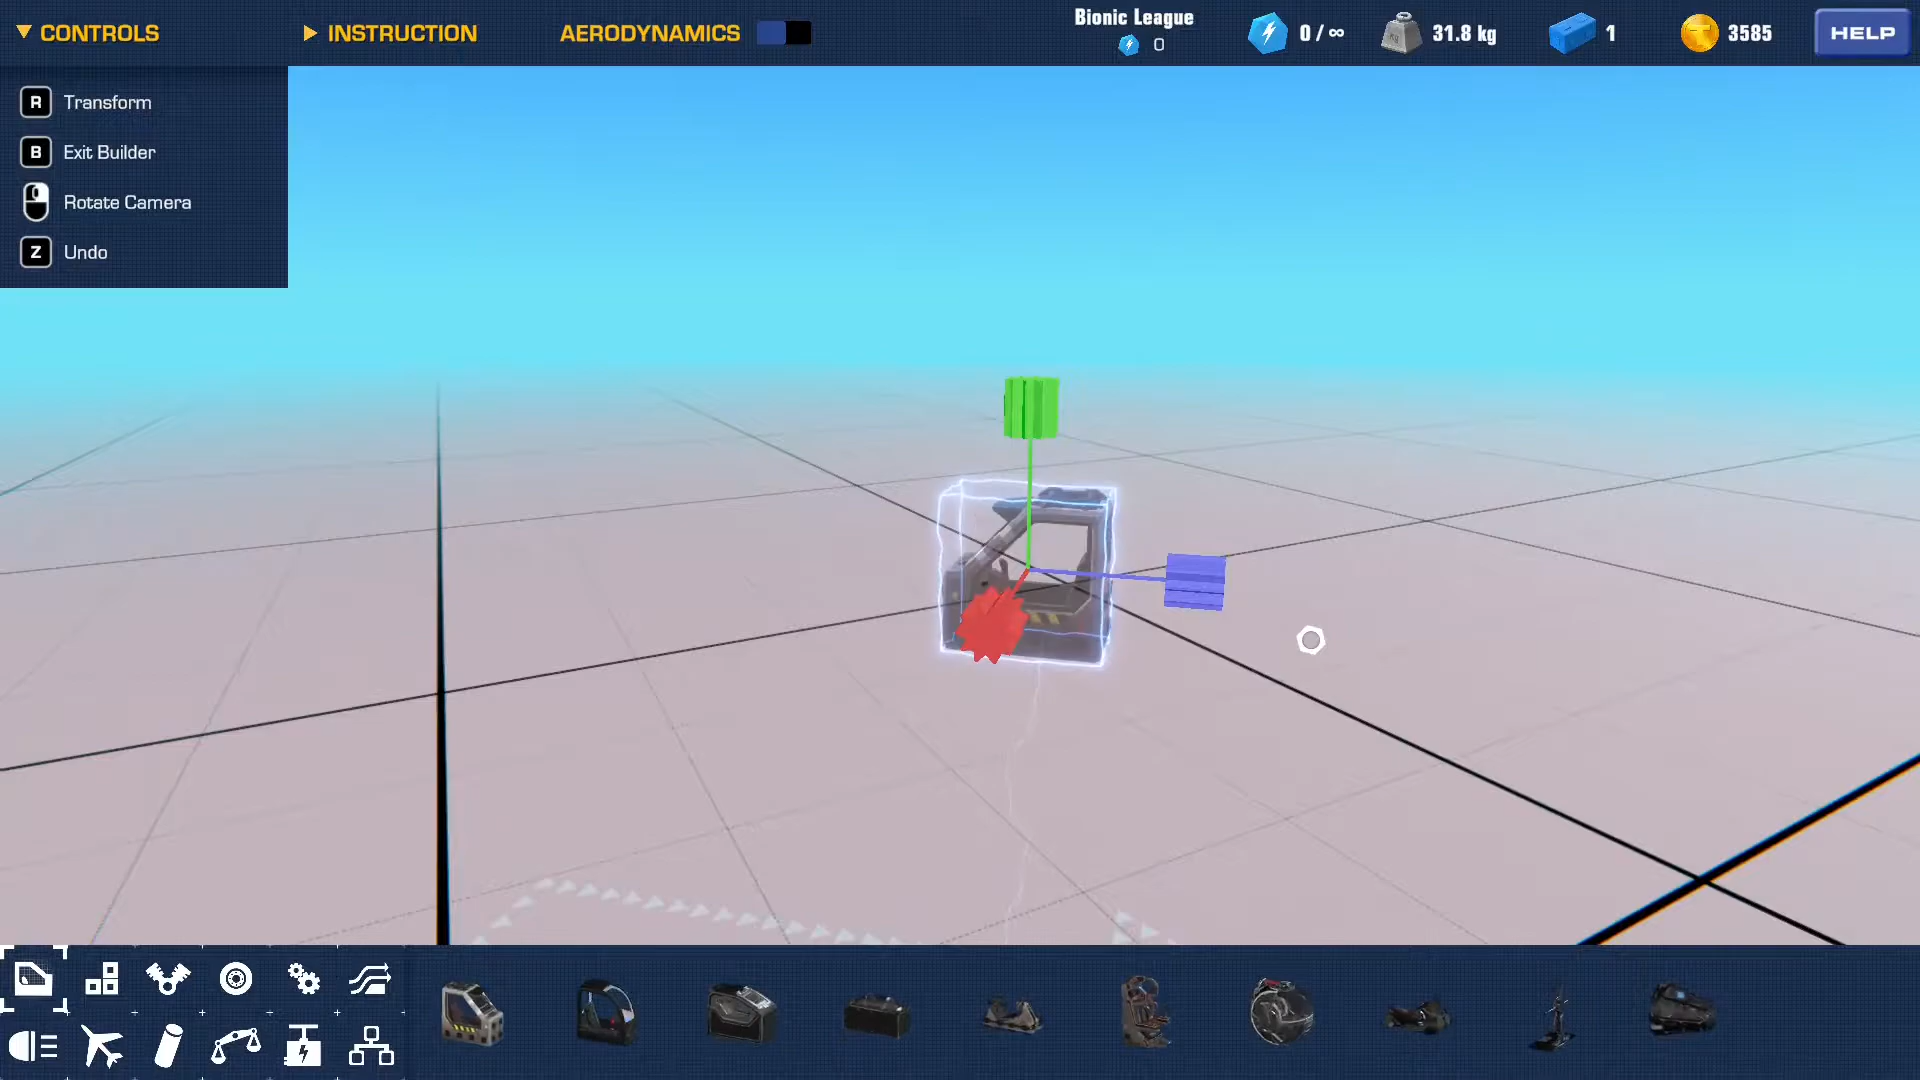 CONTROLS
INSTRUCTION
AERODYNAMICS
Bionic League
0
0 / ∞
31.8 kg
1
3585
HELP
R Transform
B Exit Builder
Rotate Camera
Z Undo